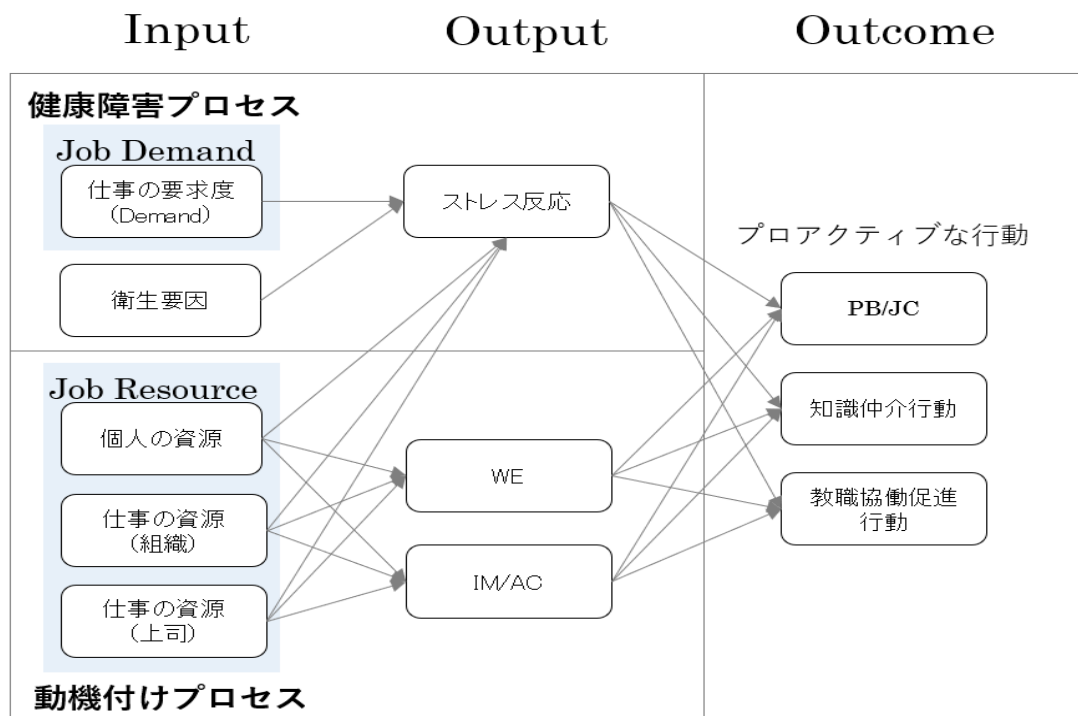 Input Output Outcome
健康障害プロセス
Job Demand
仕事の要求度
(Demand)
衛生要因
ストレス反応
プロアクティブな行動
PB/JC
知識仲介行動
教職協働促進
行動
Job Resource
個人の資源
仕事の資源
(組織)
仕事の資源
(上司)
WE
IM/AC
動機付けプロセス